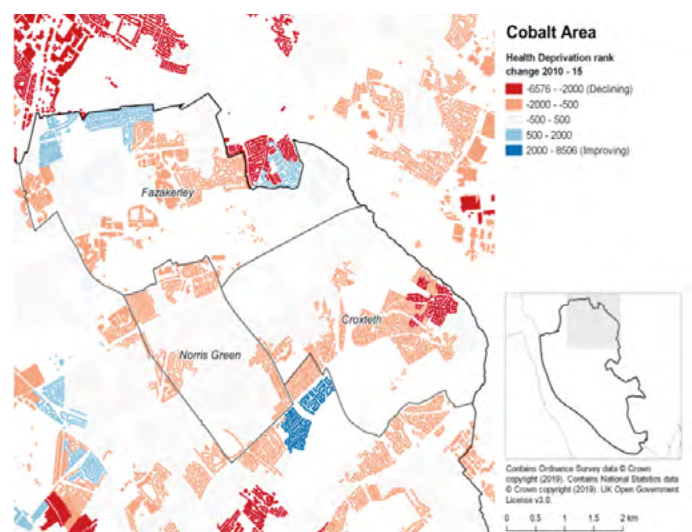 Cobalt Area
Health Deprivation rank
change 2010 - 15
-6576 - -2000 (Declining)
-2000 - -500
-500 - 500
500 - 2000
2000 - 8506 (Improving)
Fazakerley
Croxteth
Norris Green
Contains Ordnance Survey data © Crown
copyright (2019). Contains National Statistics data
© Crown copyright (2019). UK Open Government
License v3.0.
0 0.5 1 1.5 2 km